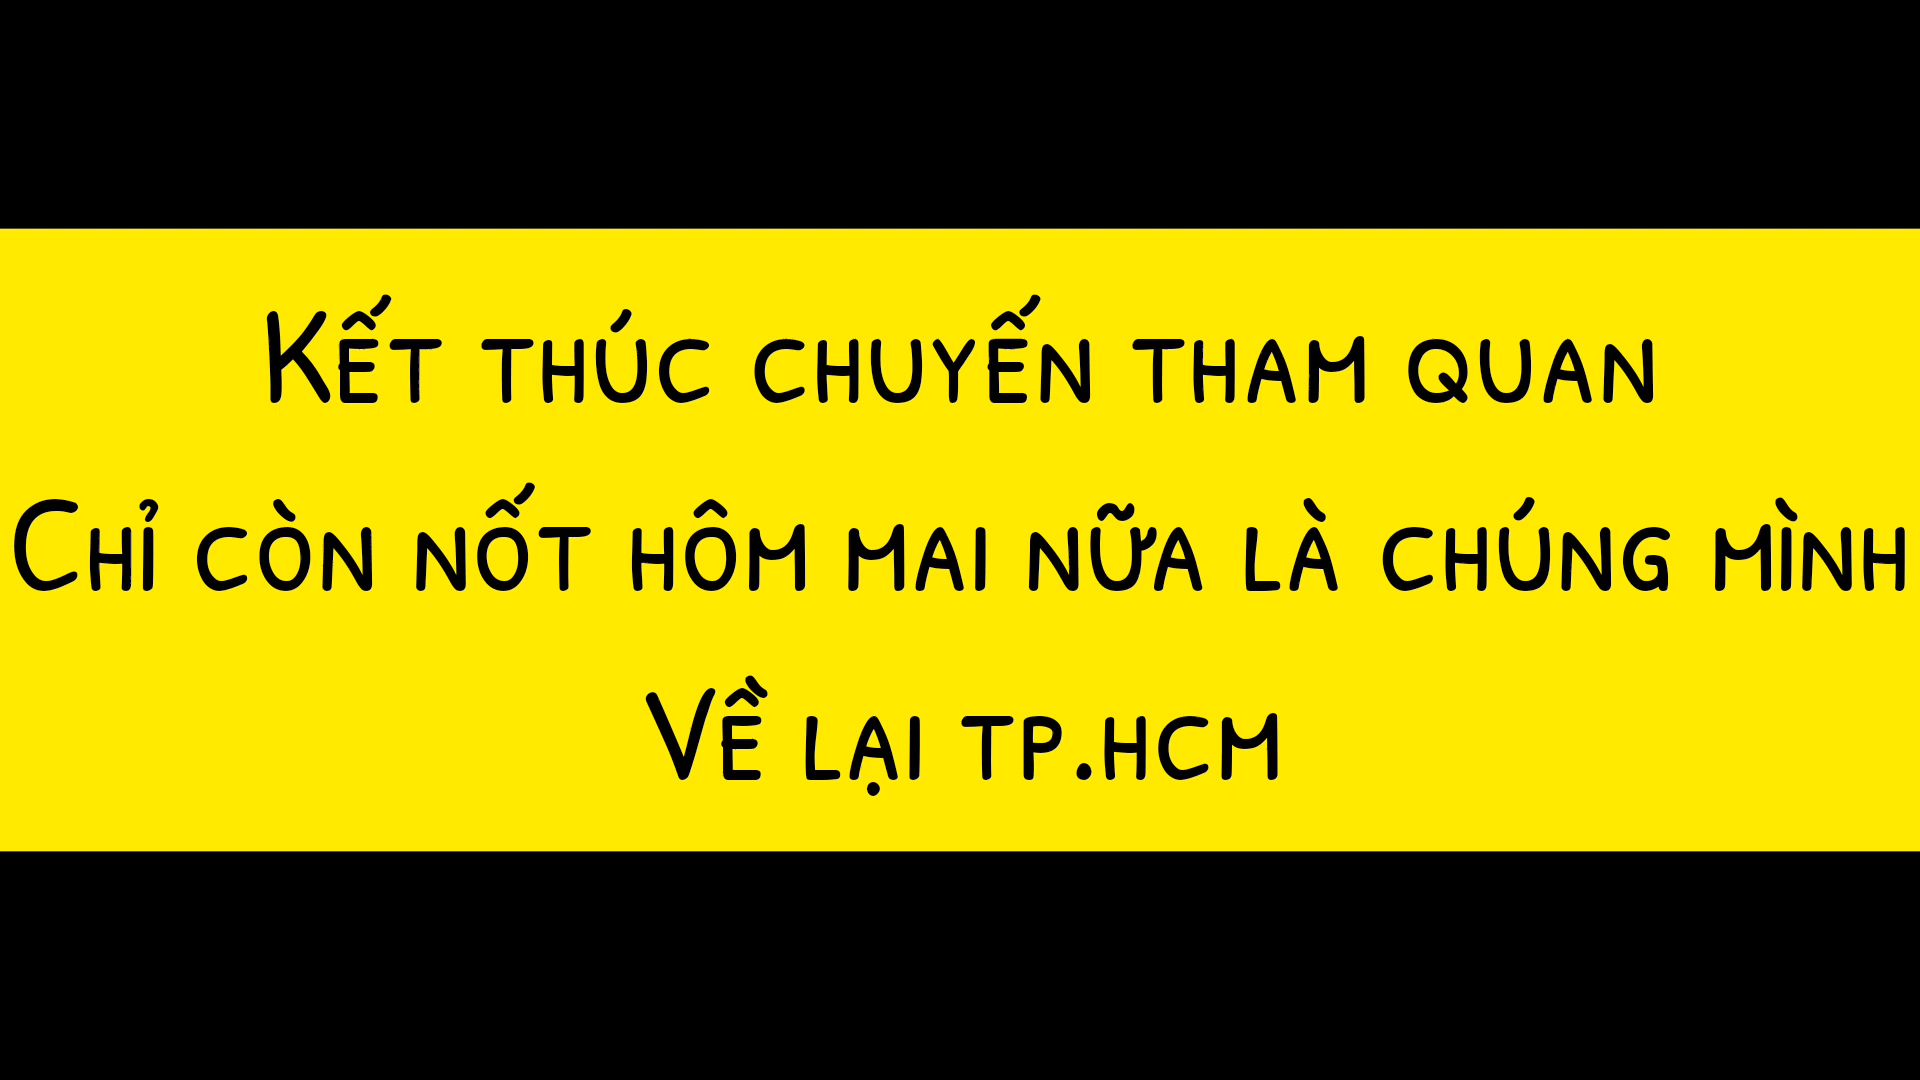 Kết thúc chuyến tham quan
Chỉ còn nốt hôm mai nữa là chúng mình
Về lại tp.hcm